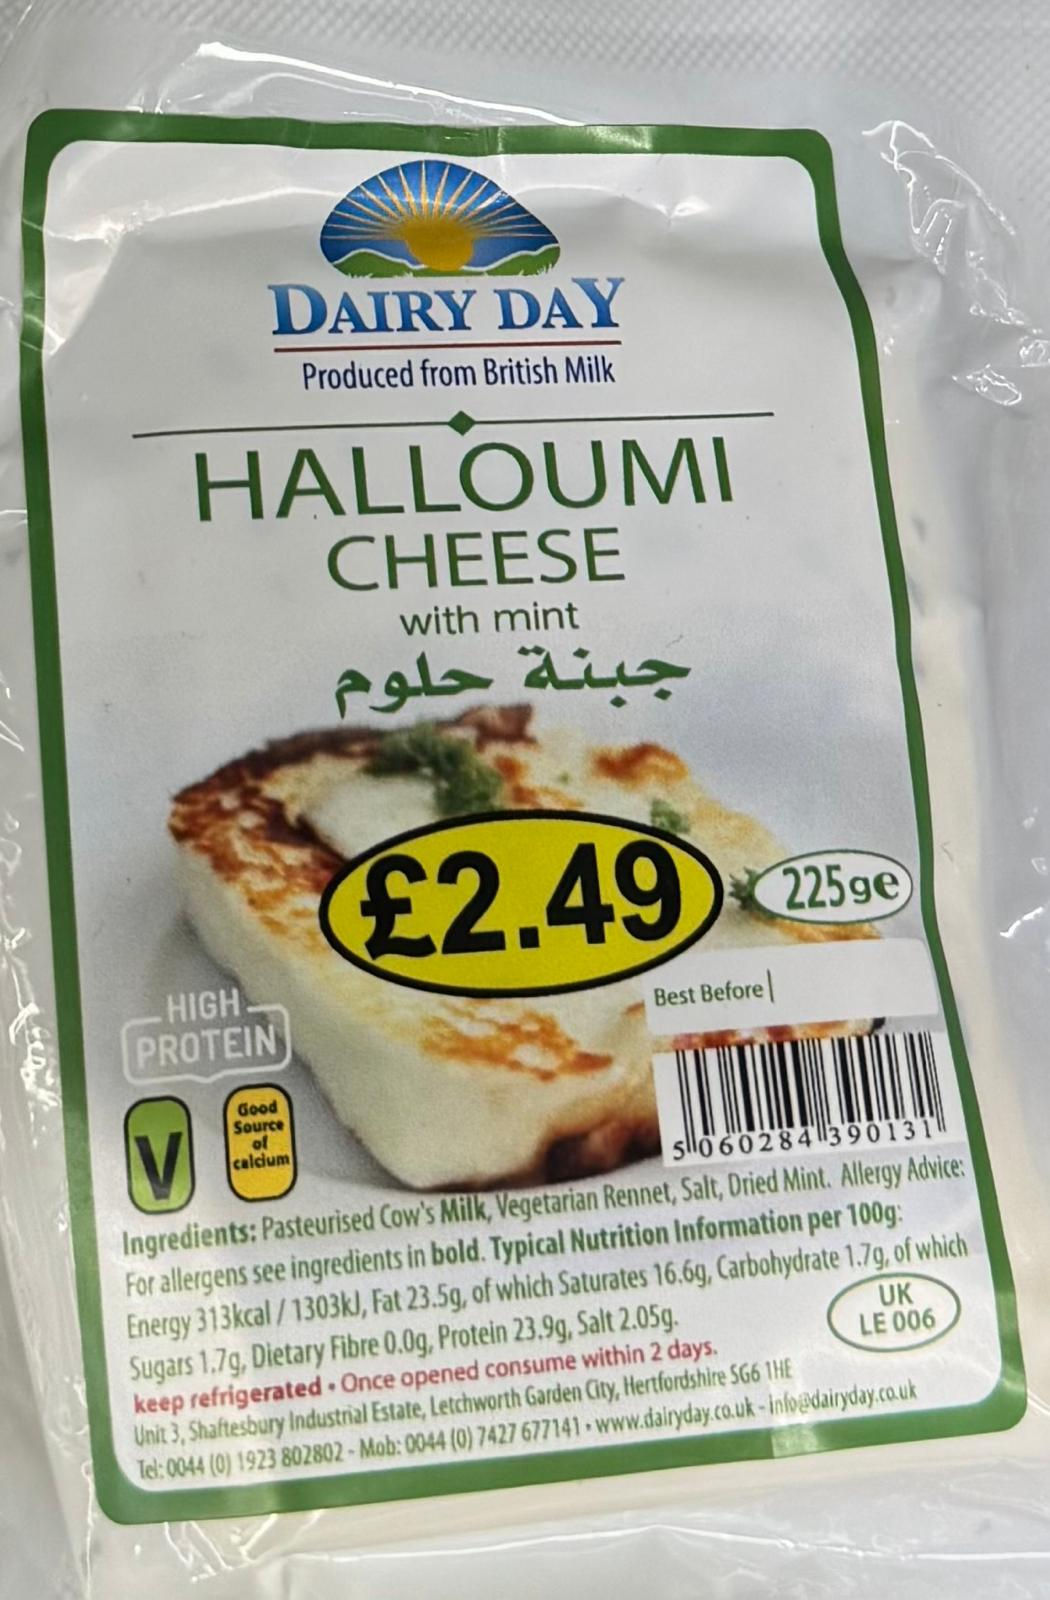 DAIRY DAY
Produced from British Milk
HALLOUMI
CHEESE
with mint
جبنة حلوم
£2.49
225g℮
Best Before
HIGH
PROTEIN
V
Good
Source
of
calcium
5 060284 390131
Ingredients: Pasteurised Cow's Milk, Vegetarian Rennet, Salt, Dried Mint. Allergy Advice:
For allergens see ingredients in bold. Typical Nutrition Information per 100g:
Energy 313kcal / 1303kJ, Fat 23.5g, of which Saturates 16.6g, Carbohydrate 1.7g, of which
Sugars 1.7g, Dietary Fibre 0.0g, Protein 23.9g, Salt 2.05g.
UK
LE 006
keep refrigerated • Once opened consume within 2 days.
Unit 3, Shaftesbury Industrial Estate, Letchworth Garden City, Hertfordshire SG6 1HE
Tel: 0044 (0) 1923 802802 - Mob: 0044 (0) 7427 677141 • www.dairyday.co.uk - info@dairyday.co.uk